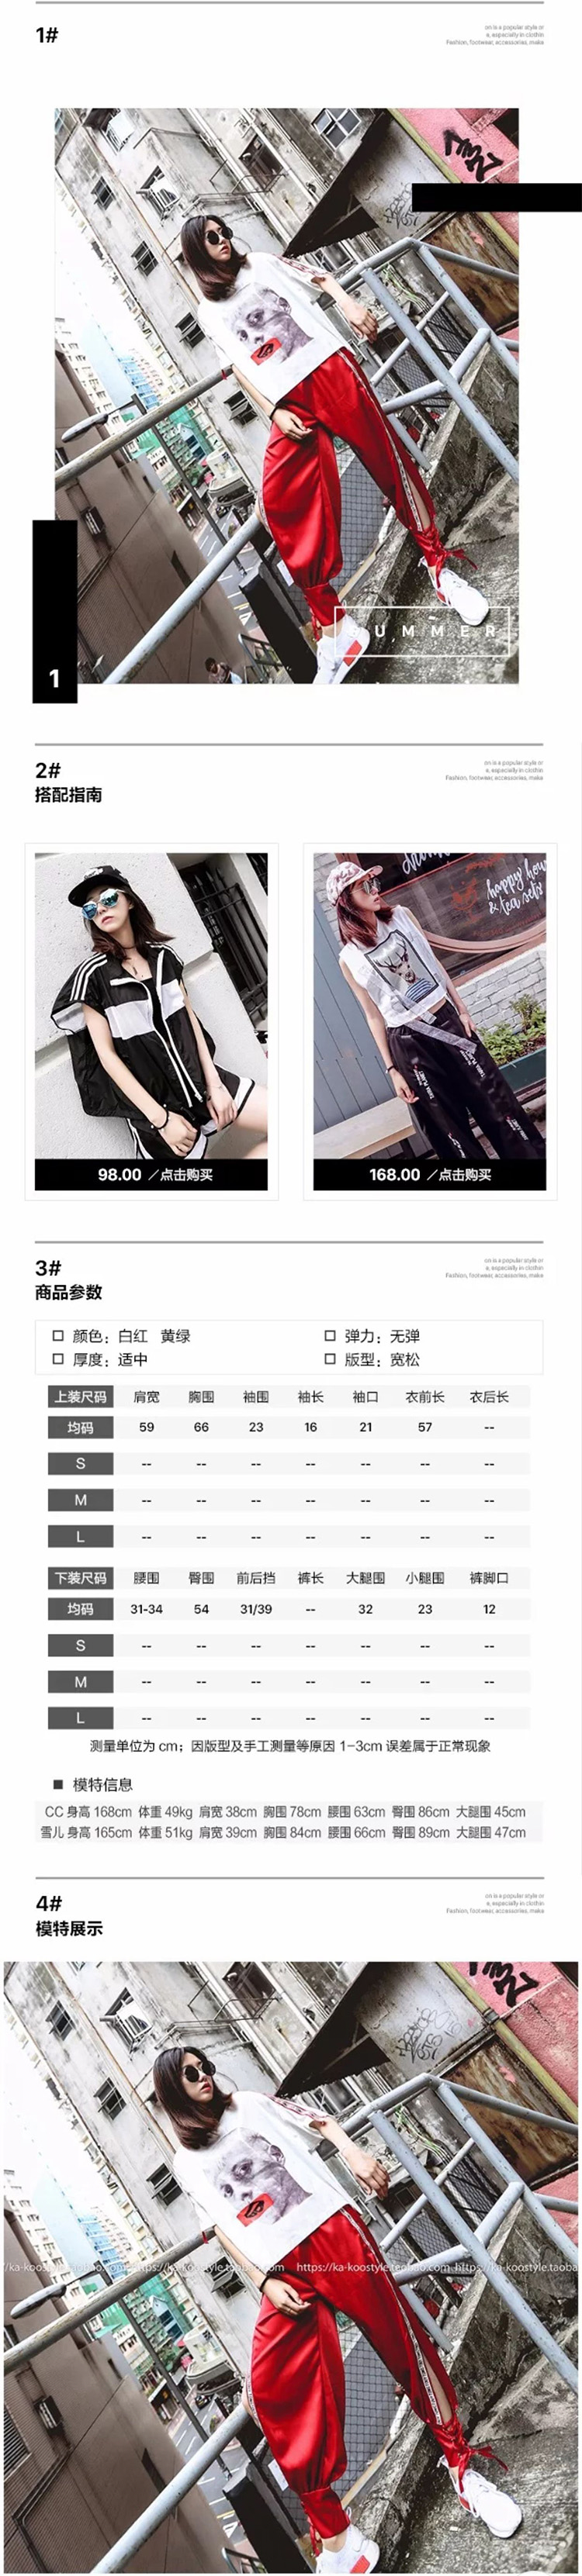 1#
on is a popular style or
e, especially in clothin
Fashion, footwear, accessories, make
1
SUMMER
2#
on is a popular style or
e, especially in clothin
Fashion, footwear, accessories, make
搭配指南
happy hour
& tea sets
98.00 ／点击购买
168.00 ／点击购买
3#
on is a popular style or
e, especially in clothin
Fashion, footwear, accessories, make
商品参数
□ 颜色：白红 黄绿
□ 弹力：无弹
□ 厚度：适中
□ 版型：宽松
上装尺码 肩宽 胸围 袖围 袖长 袖口 衣前长 衣后长
均码 59 66 23 16 21 57 --
S -- -- -- -- -- -- --
M -- -- -- -- -- -- --
L -- -- -- -- -- -- --
下装尺码 腰围 臀围 前后挡 裤长 大腿围 小腿围 裤脚口
均码 31-34 54 31/39 -- 32 23 12
S -- -- -- -- -- -- --
M -- -- -- -- -- -- --
L -- -- -- -- -- -- --
测量单位为 cm；因版型及手工测量等原因 1-3cm 误差属于正常现象
■ 模特信息
CC 身高 168cm 体重 49kg 肩宽 38cm 胸围 78cm 腰围 63cm 臀围 86cm 大腿围 45cm
雪儿 身高 165cm 体重 51kg 肩宽 39cm 胸围 84cm 腰围 66cm 臀围 89cm 大腿围 47cm
4#
on is a popular style or
e, especially in clothin
Fashion, footwear, accessories, make
模特展示
//ka-koostyle.taobao.com https://ka-koostyle.taobao.com https://ka-koostyle.taobao.com https://ka-koostyle.taoba